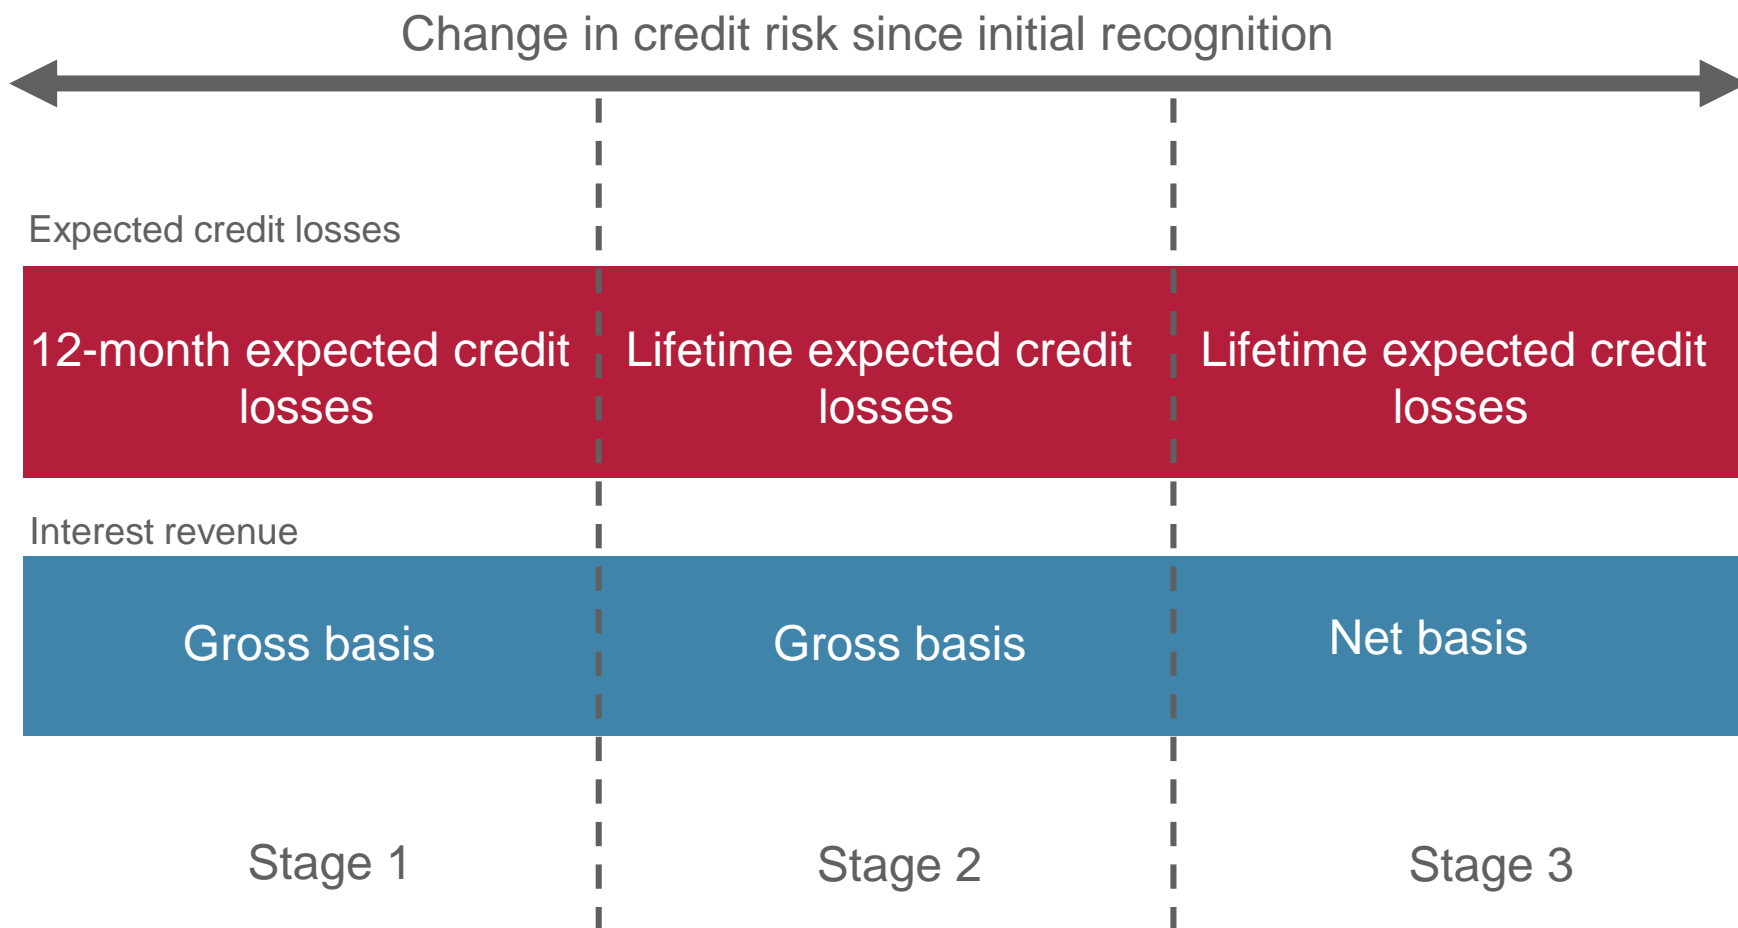 Change in credit risk since initial recognition
Expected credit losses
12-month expected credit
losses
Lifetime expected credit
losses
Lifetime expected credit
losses
Interest revenue
Gross basis
Gross basis
Net basis
Stage 1
Stage 2
Stage 3